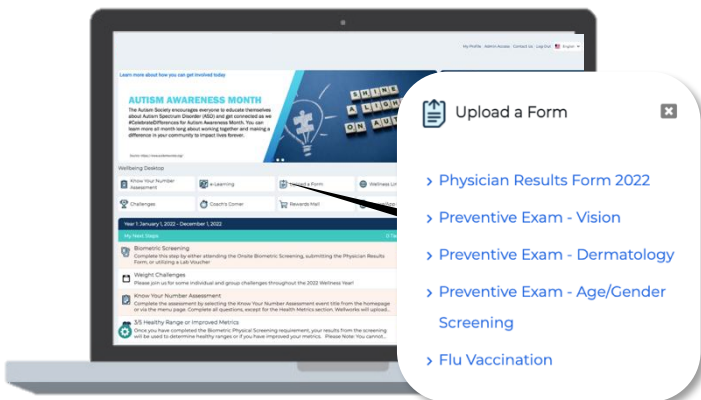 My Profile Admin Access Contact Us Log Out English
Learn more about how you can get involved today
AUTISM AWARENESS MONTH
The Autism Society encourages everyone to educate themselves
about Autism Spectrum Disorder (ASD) and get connected as we
#CelebrateDifferences for Autism Awareness Month. You can
learn more all month long about working together and making a
difference in your community to impact lives forever.
SHINE
A LIGH
ON AUT
Wellbeing Desktop
Know Your Number
Assessment
e-Learning
Upload a Form
Wellness
Challenges
Coach's Corner
Rewards Mall
Year 1: January 1, 2022 - December 1, 2022
My Next Steps
Biometric Screening
Complete this step by either attending the Onsite Biometric Screening, submitting the Physician Results
Form, or utilizing a Lab Voucher
Weight Challenges
Please join us for some individual and group challenges throughout the 2022 Wellness Year!
Know Your Number Assessment
Complete the assessment by selecting the Know Your Number Assessment event title from the homepage
or via the menu page. Complete all questions, except for the Health Metrics section. Wellworks will upload...
3/5 Healthy Range or Improved Metrics
Once you have completed the Biometric Physical Screening requirement, your results from the screening
will be used to determine healthy ranges or if you have improved your metrics. Please Note: You cannot...
Upload a Form
Physician Results Form 2022
Preventive Exam - Vision
Preventive Exam - Dermatology
Preventive Exam - Age/Gender
Screening
Flu Vaccination